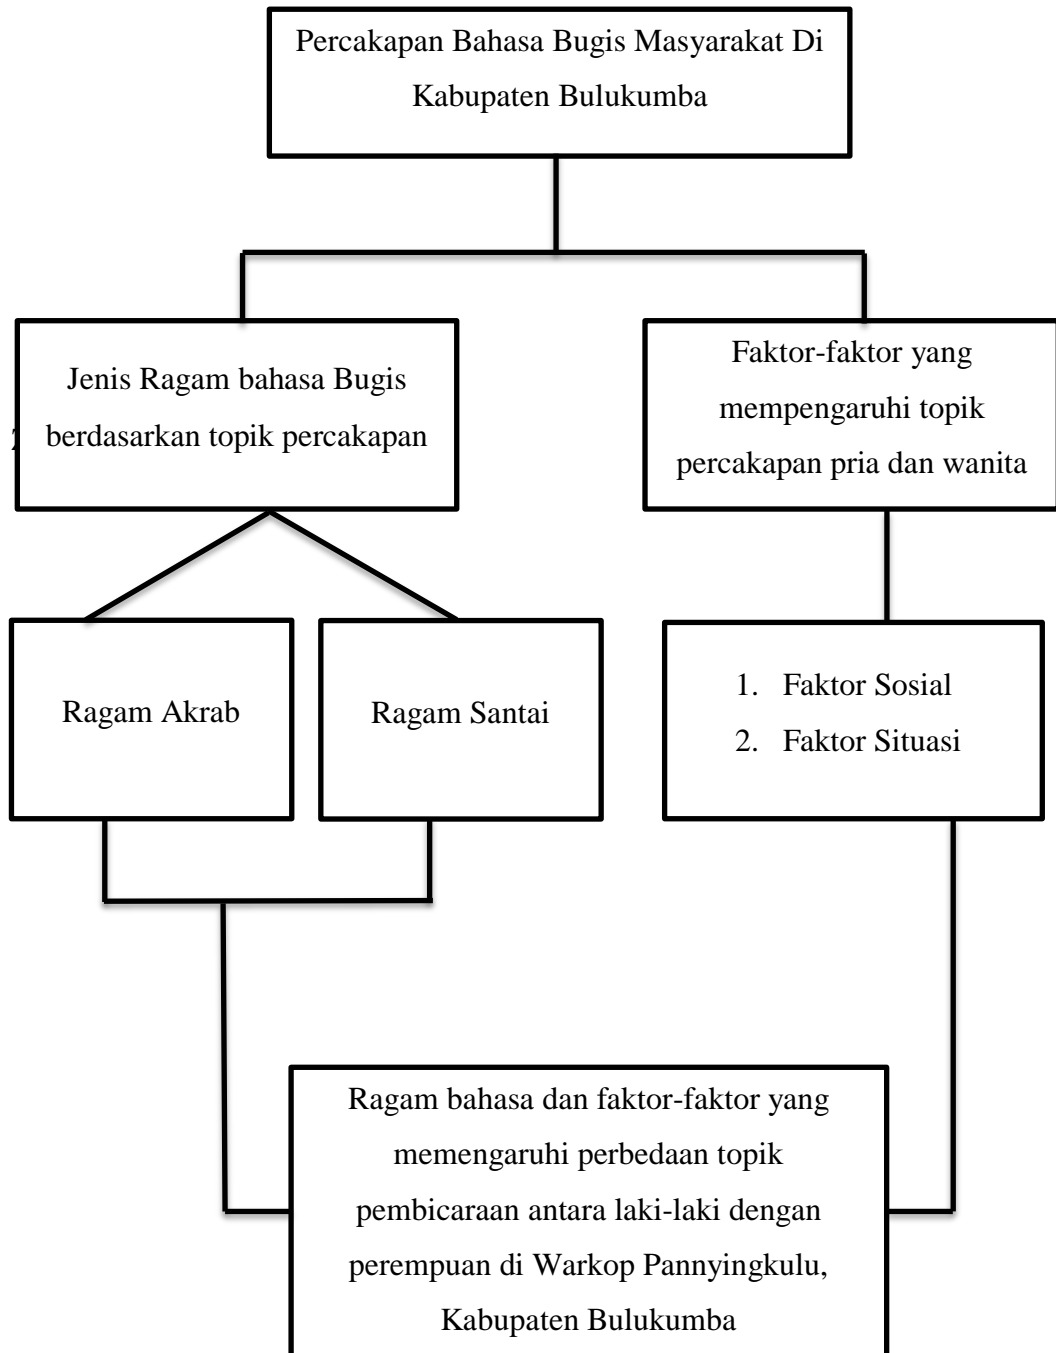 Percakapan Bahasa Bugis Masyarakat Di
Kabupaten Bulukumba
Jenis Ragam bahasa Bugis
berdasarkan topik percakapan
Faktor-faktor yang
mempengaruhi topik
percakapan pria dan wanita
Ragam Akrab
Ragam Santai
1. Faktor Sosial
2. Faktor Situasi
Ragam bahasa dan faktor-faktor yang
memengaruhi perbedaan topik
pembicaraan antara laki-laki dengan
perempuan di Warkop Pannyingkulu,
Kabupaten Bulukumba